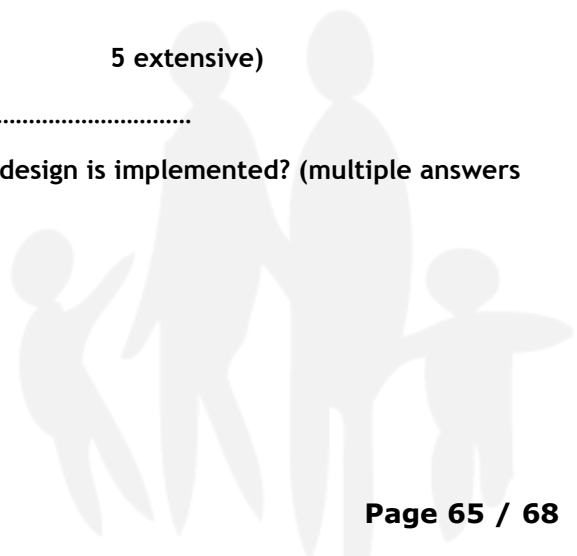 5 extensive)
................................
design is implemented? (multiple answers
Page 65 / 68